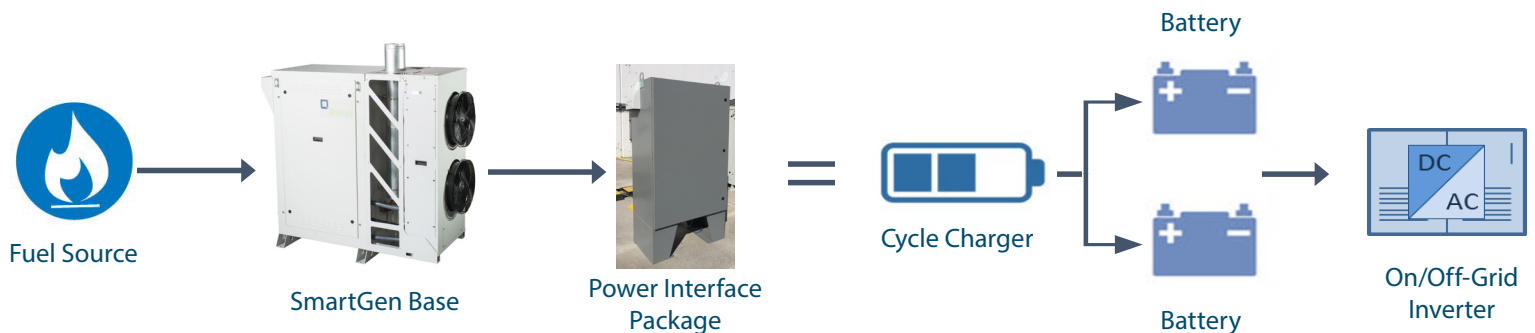 Battery
Fuel Source
SmartGen Base
Power Interface
Package
Cycle Charger
Battery
DC
AC
On/Off-Grid
Inverter